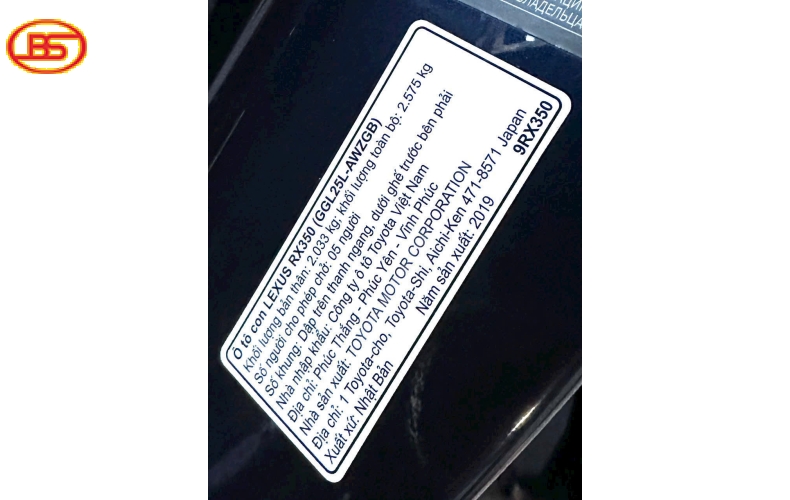 BS
ЛАДЕЛЬЦА
Ô tô con LEXUS RX350 (GGL25L-AWZGB)
Khối lượng bản thân: 2.033 kg; khối lượng toàn bộ: 2.575 kg
Số người cho phép chở: 05 người
Số khung: Dập trên thanh ngang, dưới ghế trước bên phải
Nhà nhập khẩu: Công ty ô tô Toyota Việt Nam
Địa chỉ: Phúc Thắng - Phúc Yên - Vĩnh Phúc
Nhà sản xuất: TOYOTA MOTOR CORPORATION
Địa chỉ: 1 Toyota-cho, Toyota-Shi, Aichi-Ken 471-8571 Japan
Xuất xứ: Nhật Bản Năm sản xuất: 2019 9RX350